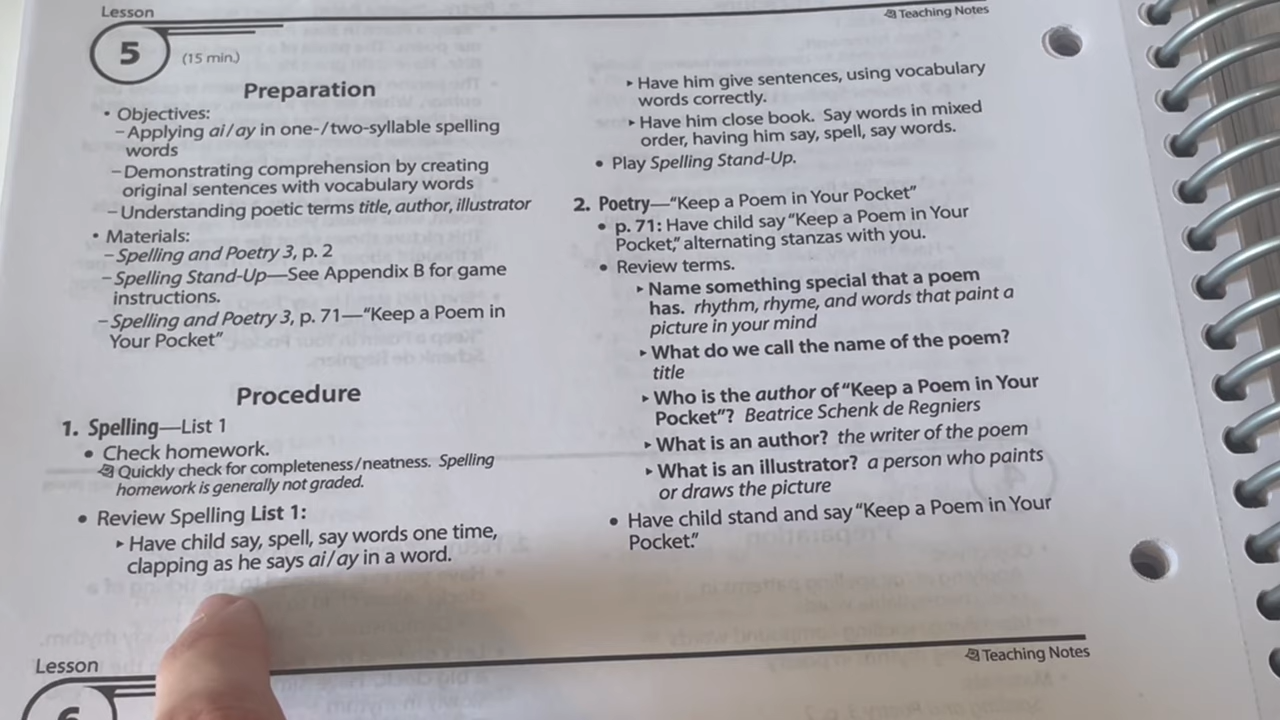 Lesson
5
(15 min.)
Teaching Notes
Preparation
• Objectives:
– Applying ai/ay in one-/two-syllable spelling
words
– Demonstrating comprehension by creating
original sentences with vocabulary words
– Understanding poetic terms title, author, illustrator
• Materials:
– Spelling and Poetry 3, p. 2
– Spelling Stand-Up—See Appendix B for game
instructions.
– Spelling and Poetry 3, p. 71—“Keep a Poem in
Your Pocket”
Procedure
1. Spelling—List 1
• Check homework.
Quickly check for completeness/neatness. Spelling
homework is generally not graded.
• Review Spelling List 1:
▸ Have child say, spell, say words one time,
clapping as he says ai/ay in a word.
▸ Have him give sentences, using vocabulary
words correctly.
▸ Have him close book. Say words in mixed
order, having him say, spell, say words.
• Play Spelling Stand-Up.
2. Poetry—“Keep a Poem in Your Pocket”
• p. 71: Have child say “Keep a Poem in Your
Pocket,” alternating stanzas with you.
• Review terms.
▸ Name something special that a poem
has. rhythm, rhyme, and words that paint a
picture in your mind
▸ What do we call the name of the poem?
title
▸ Who is the author of “Keep a Poem in Your
Pocket”? Beatrice Schenk de Regniers
▸ What is an author? the writer of the poem
▸ What is an illustrator? a person who paints
or draws the picture
• Have child stand and say “Keep a Poem in Your
Pocket.”
Lesson
6
Teaching Notes